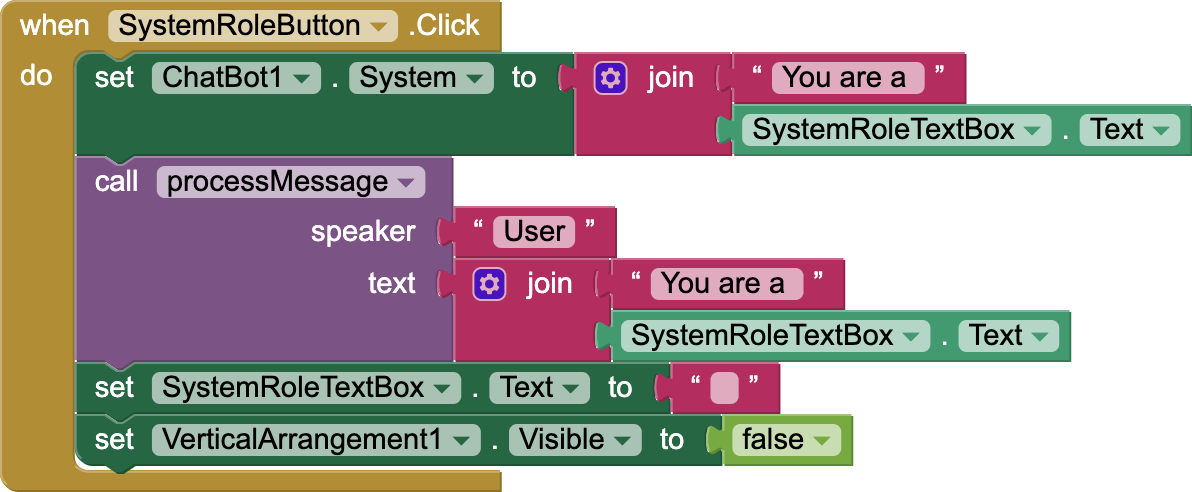 when SystemRoleButton .Click
do set ChatBot1 . System to join “ You are a ”
SystemRoleTextBox . Text
call processMessage
speaker “ User ”
text join “ You are a ”
SystemRoleTextBox . Text
set SystemRoleTextBox . Text to “ ”
set VerticalArrangement1 . Visible to false